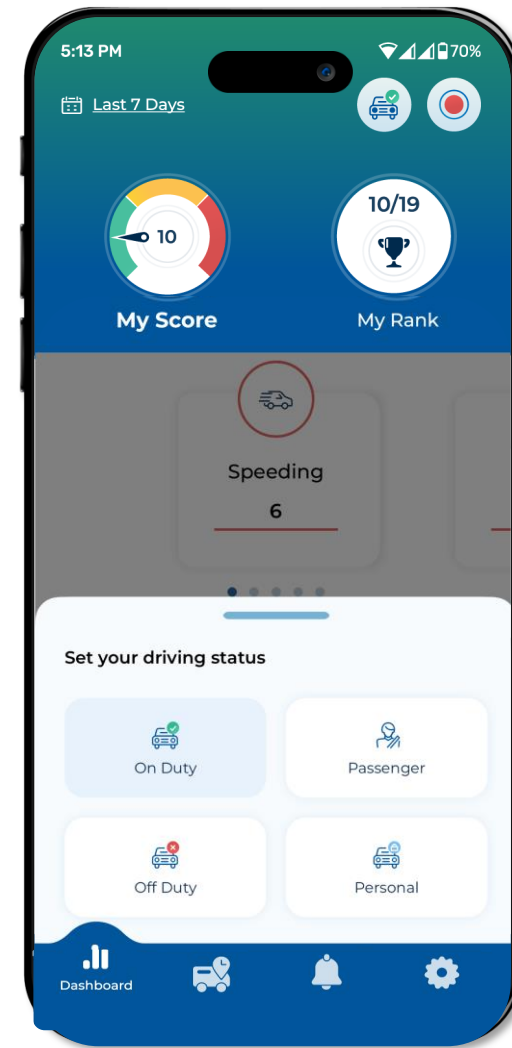 5:13 PM
70%
Last 7 Days
10
10/19
My Score
My Rank
Speeding
6
Set your driving status
On Duty
Passenger
Off Duty
Personal
Dashboard